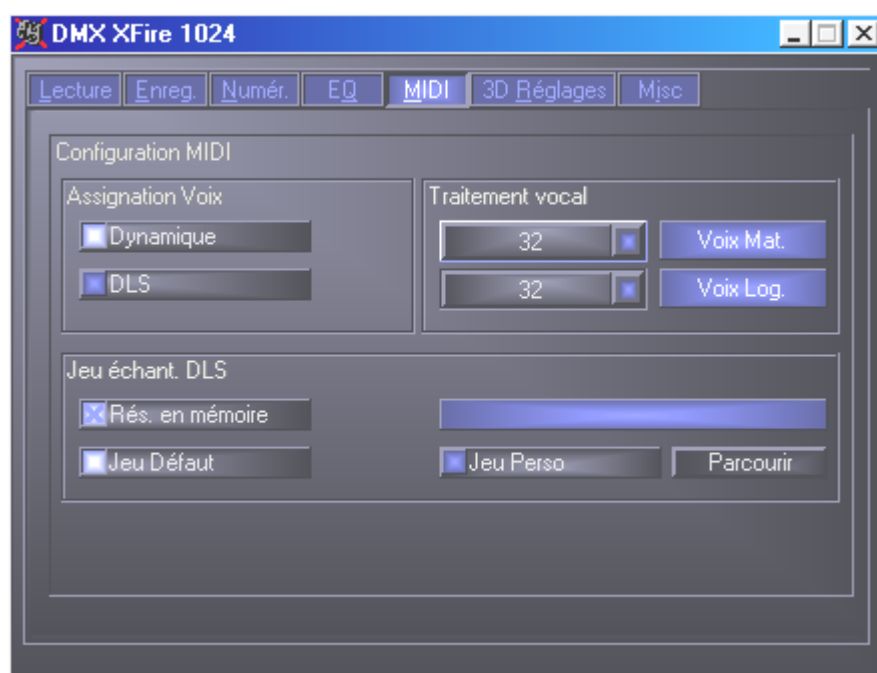 DMX XFire 1024
Lecture Enreg. Numér. EQ MIDI 3D Réglages Misc
Configuration MIDI
Assignation Voix
Dynamique
DLS
Traitement vocal
32 Voix Mat.
32 Voix Log.
Jeu échant. DLS
Rés. en mémoire
Jeu Défaut
Jeu Perso
Parcourir